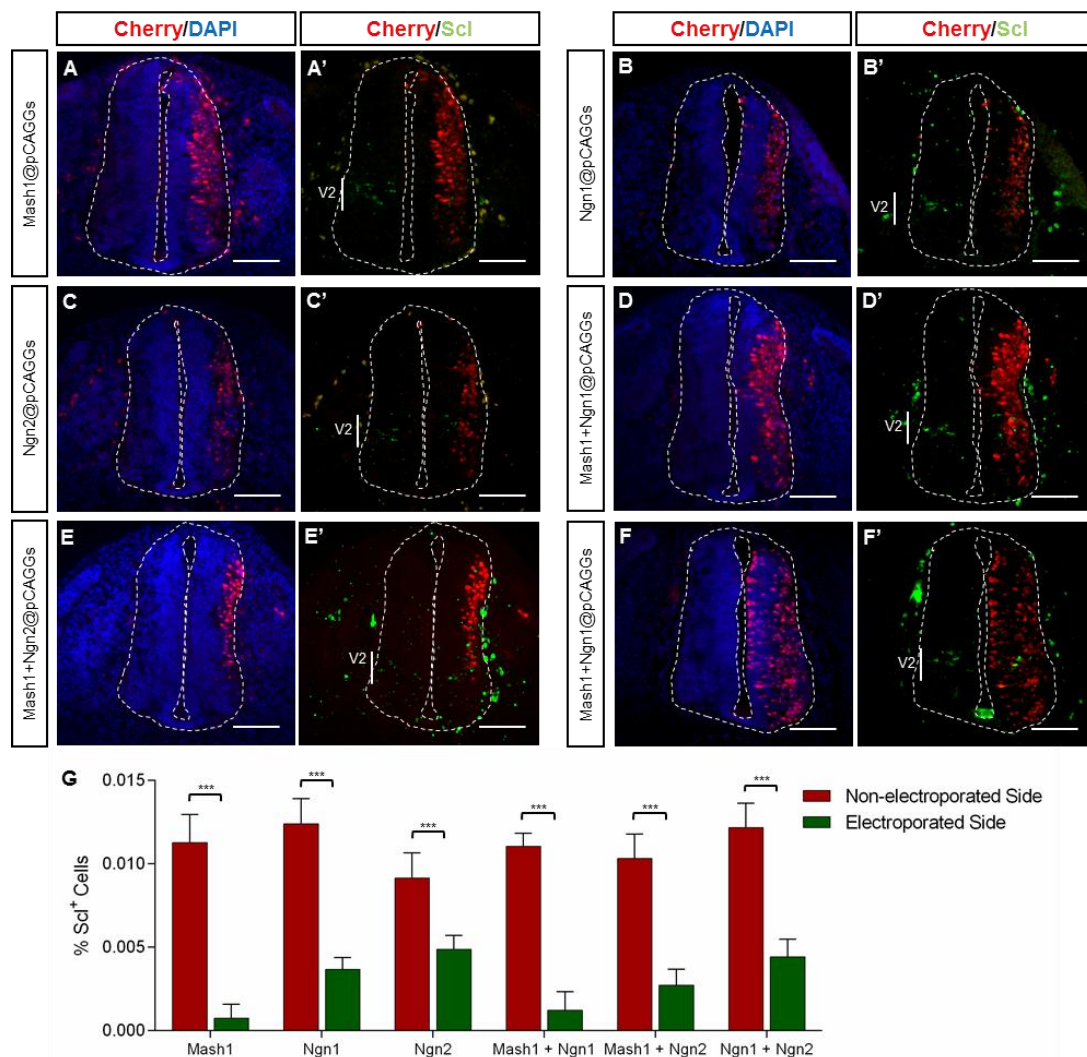 Cherry/DAPI
Cherry/Scl
Cherry/DAPI
Cherry/Scl
Mash1@pCAGGs
A
A'
V2
Ngn1@pCAGGs
B
B'
V2
Ngn2@pCAGGs
C
C'
V2
Mash1+Ngn1@pCAGGs
D
D'
V2
Mash1+Ngn2@pCAGGs
E
E'
V2
Mash1+Ngn1@pCAGGs
F
F'
V2
G
% Scl+ Cells
0.015
0.010
0.005
0.000
***
***
***
***
***
***
Non-electroporated Side
Electroporated Side
Mash1
Ngn1
Ngn2
Mash1 + Ngn1
Mash1 + Ngn2
Ngn1 + Ngn2